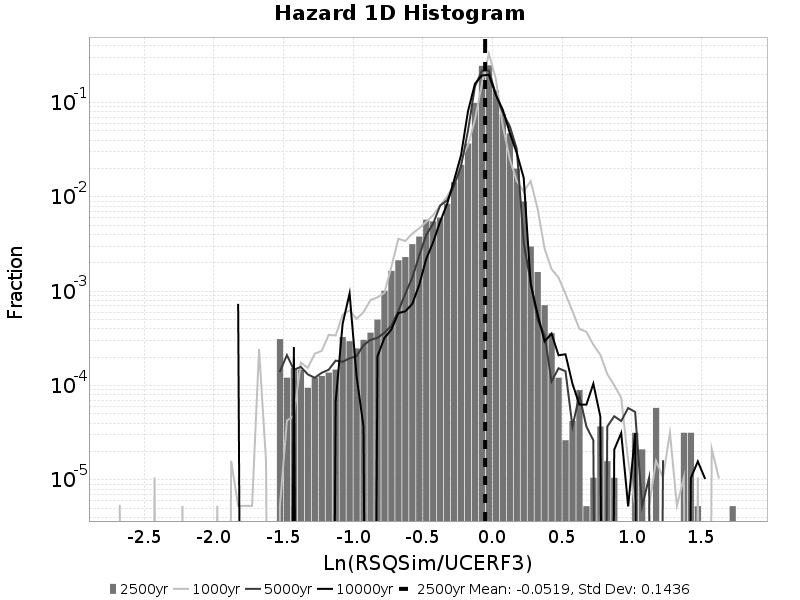 Hazard 1D Histogram
Fraction
10-1
10-2
10-3
10-4
10-5
-2.5 -2.0 -1.5 -1.0 -0.5 0.0 0.5 1.0 1.5
Ln(RSQSim/UCERF3)
2500yr 1000yr 5000yr 10000yr 2500yr Mean: -0.0519, Std Dev: 0.1436